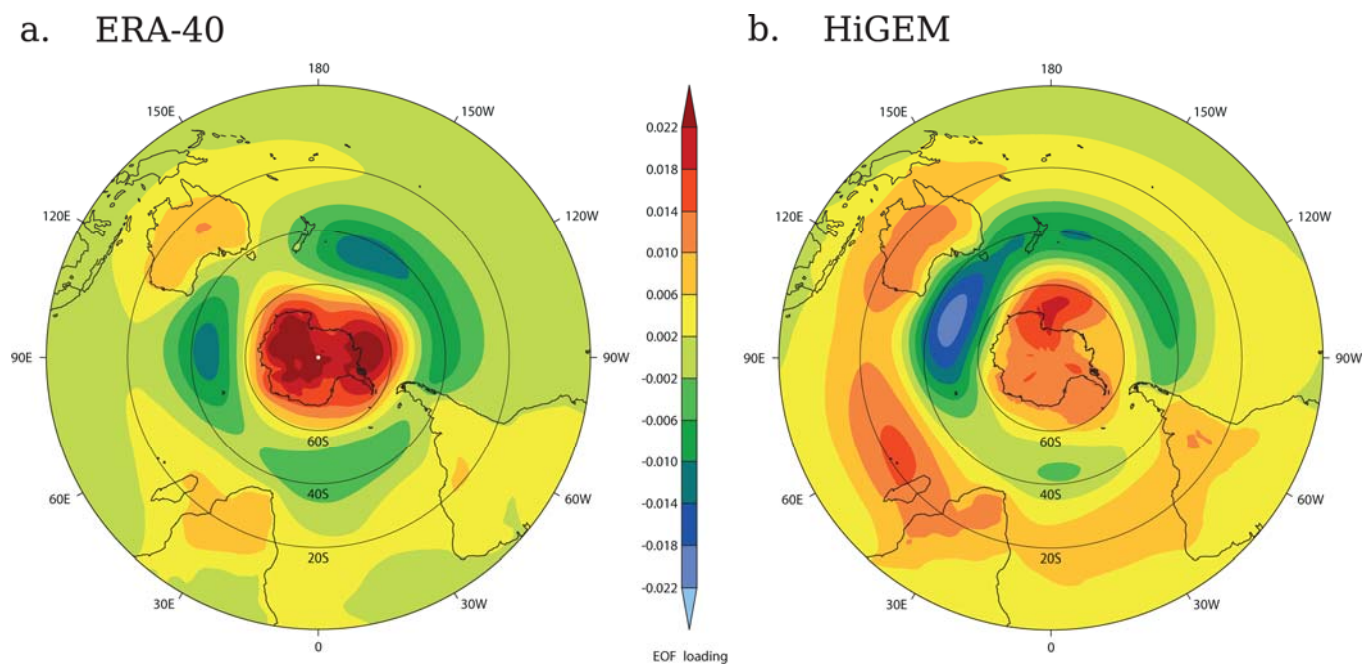 a. ERA-40
b. HiGEM
180
150E
150W
120E
120W
90E
90W
60E
60W
30E
30W
0
60S
40S
20S
0.022
0.018
0.014
0.010
0.006
0.002
-0.002
-0.006
-0.010
-0.014
-0.018
-0.022
EOF loading
180
150E
150W
120E
120W
90E
90W
60E
60W
30E
30W
0
60S
40S
20S